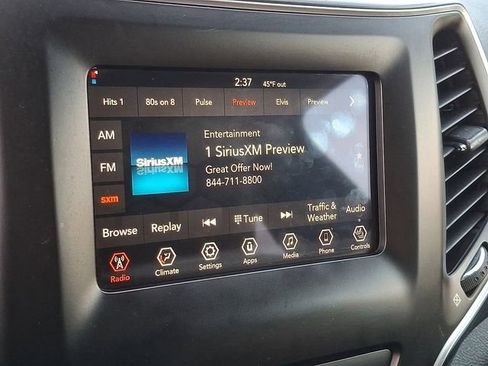 2:37 45°F out
Hits 1 80s on 8 Pulse Preview Elvis Preview
AM
FM
sxm
SiriusXM
Entertainment
1 SiriusXM Preview
Great Offer Now!
844-711-8800
Browse Replay Tune Traffic & Weather Audio
Radio Climate Settings Apps Media Phone Controls